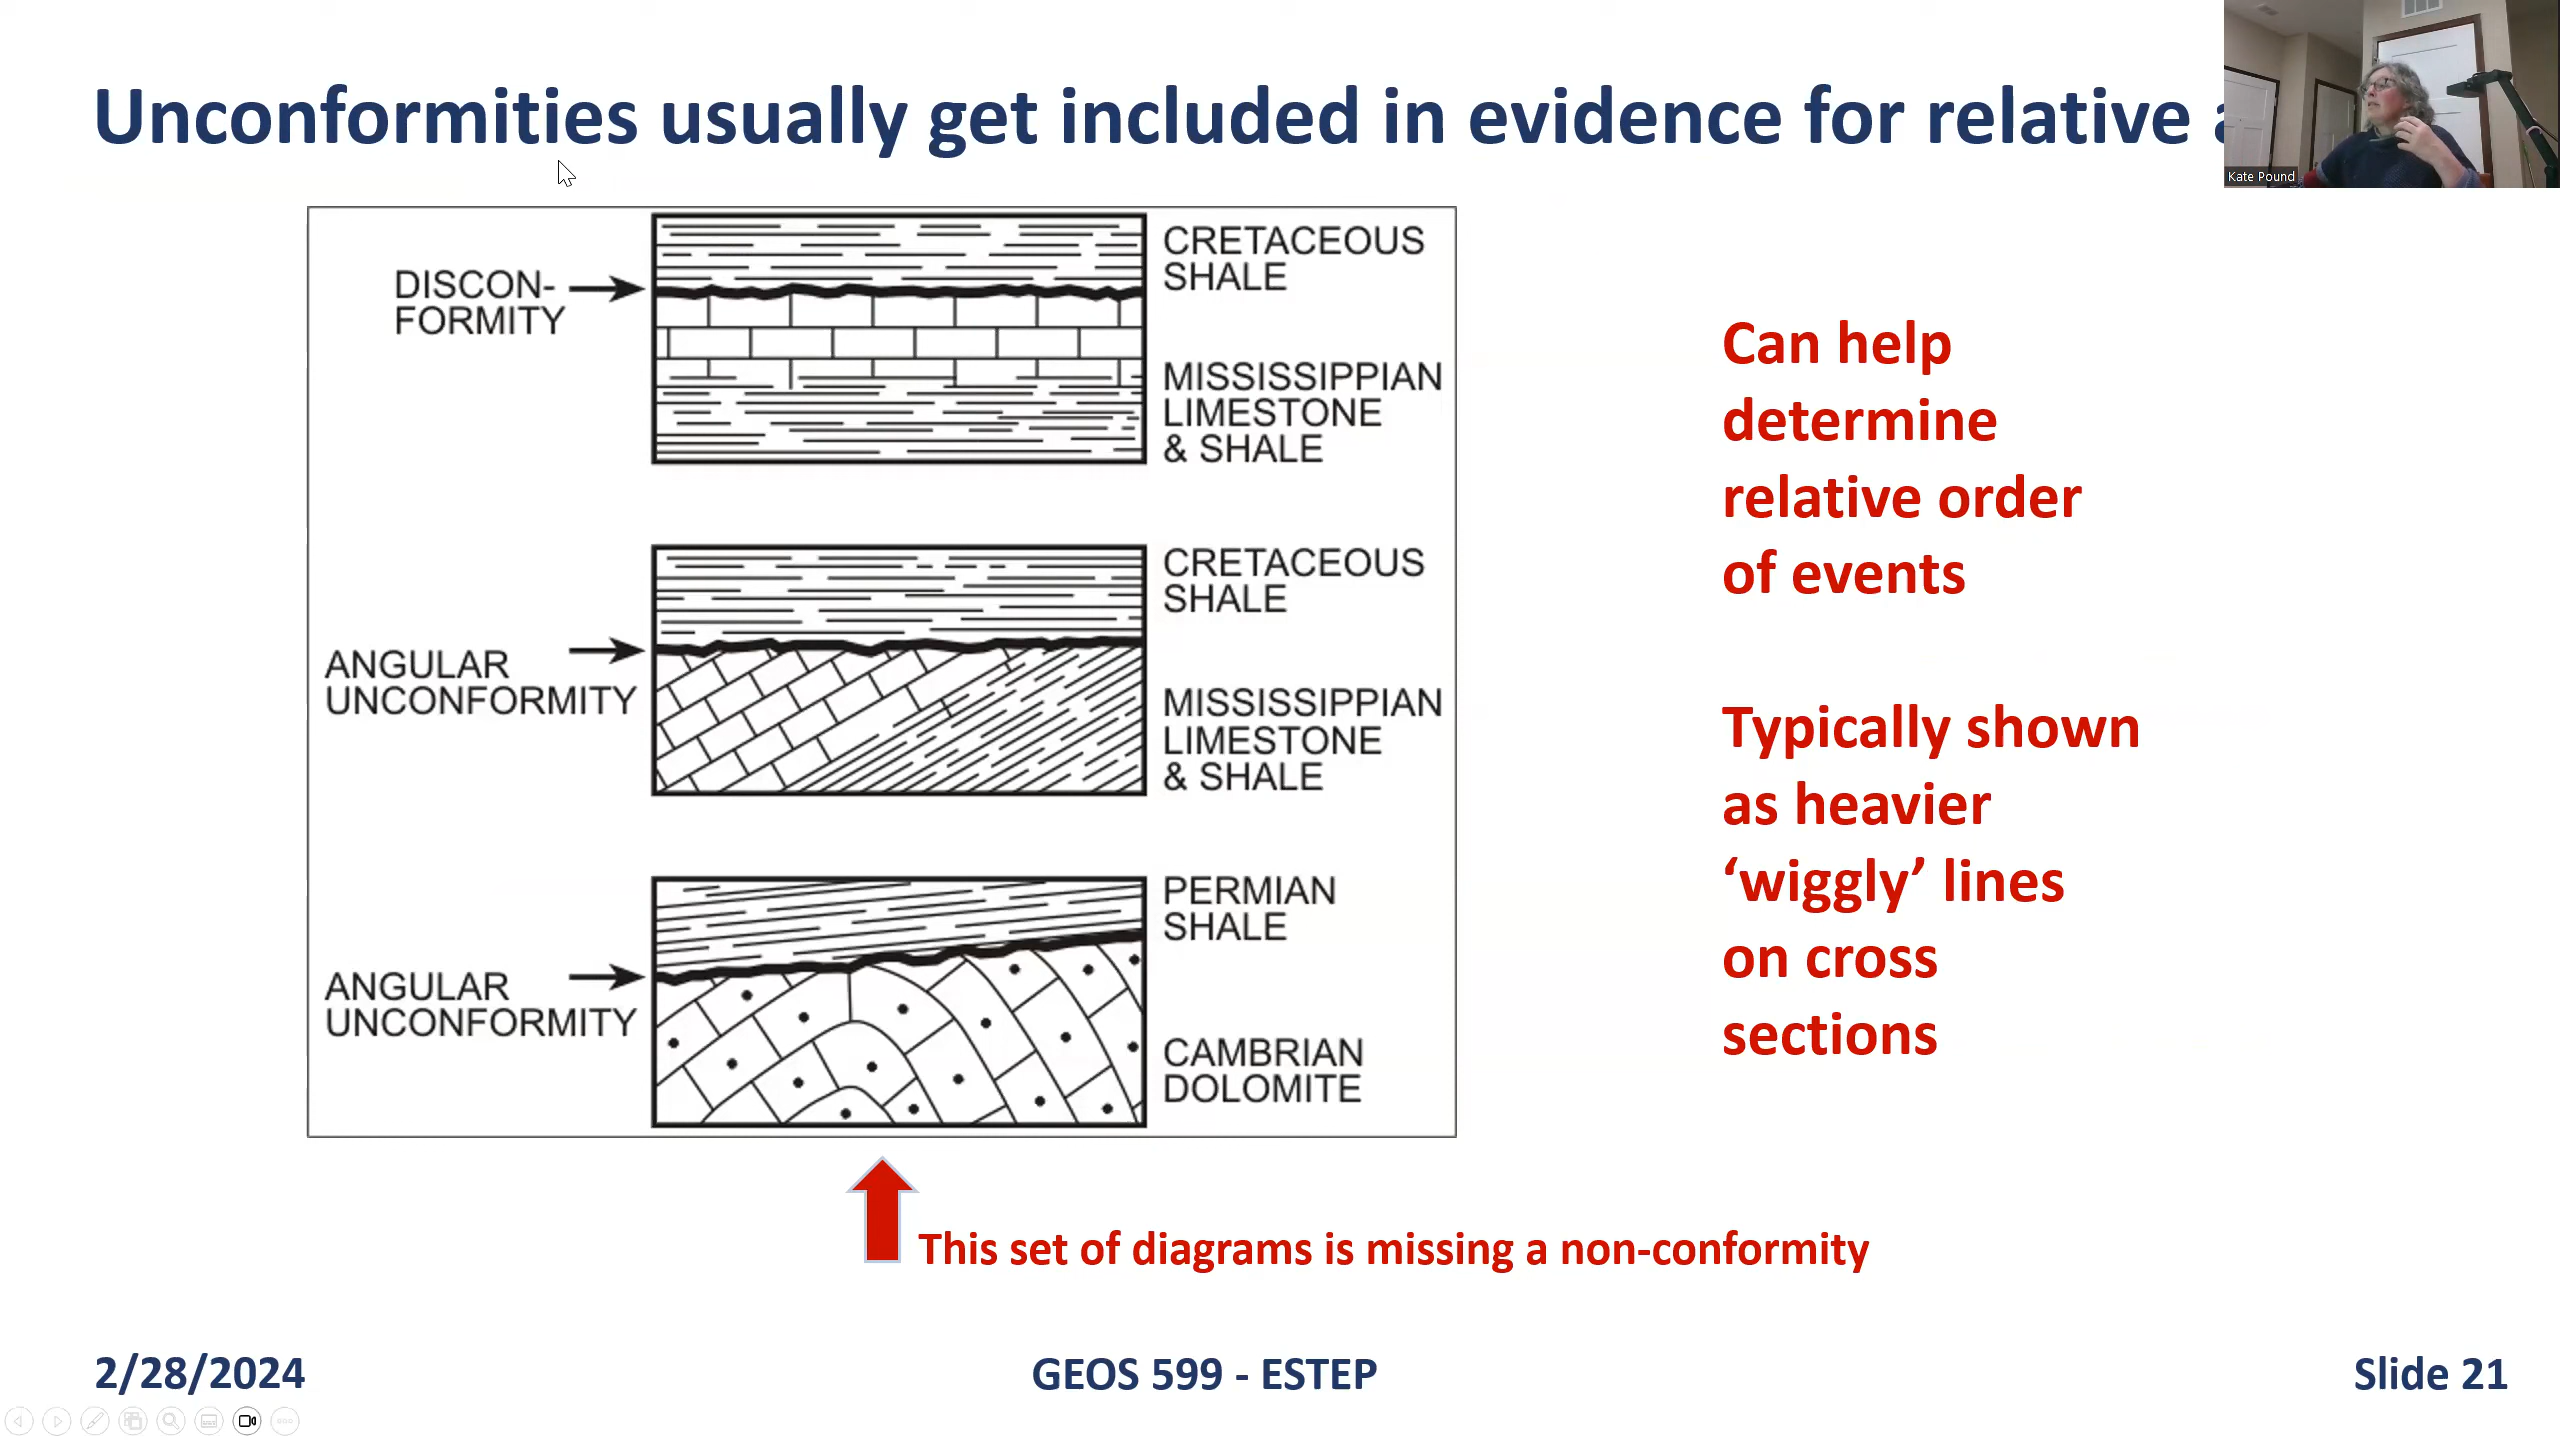 Unconformities usually get included in evidence for relative
Kate Pound
DISCON-
FORMITY
CRETACEOUS
SHALE
MISSISSIPPIAN
LIMESTONE
& SHALE
ANGULAR
UNCONFORMITY
CRETACEOUS
SHALE
MISSISSIPPIAN
LIMESTONE
& SHALE
ANGULAR
UNCONFORMITY
PERMIAN
SHALE
CAMBRIAN
DOLOMITE
Can help
determine
relative order
of events
Typically shown
as heavier
‘wiggly’ lines
on cross
sections
This set of diagrams is missing a non-conformity
2/28/2024
GEOS 599 - ESTEP
Slide 21